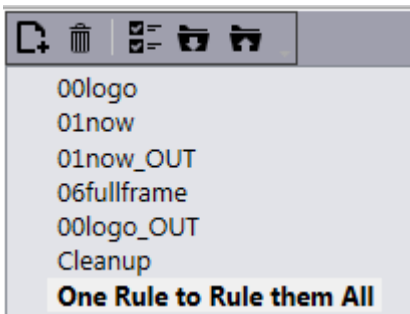 00logo
01now
01now_OUT
06fullframe
00logo_OUT
Cleanup
One Rule to Rule them All